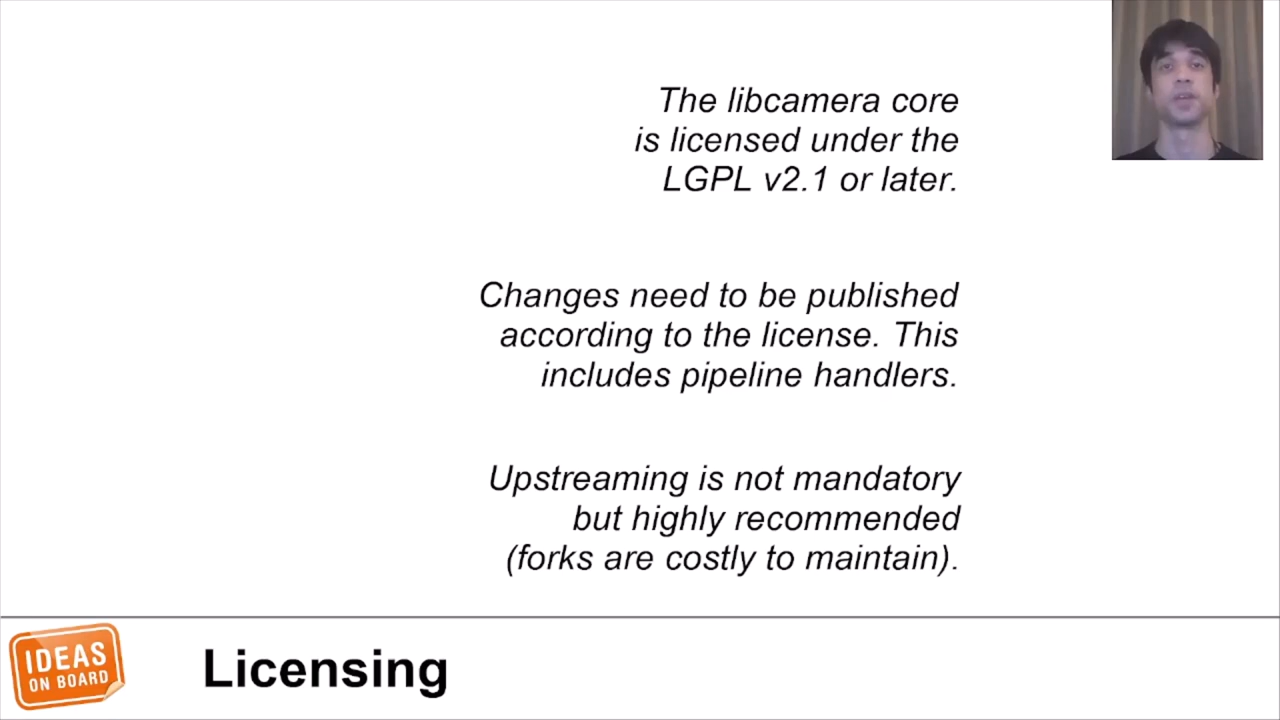 The libcamera core
is licensed under the
LGPL v2.1 or later.
Changes need to be published
according to the license. This
includes pipeline handlers.
Upstreaming is not mandatory
but highly recommended
(forks are costly to maintain).
IDEAS
ON BOARD
Licensing